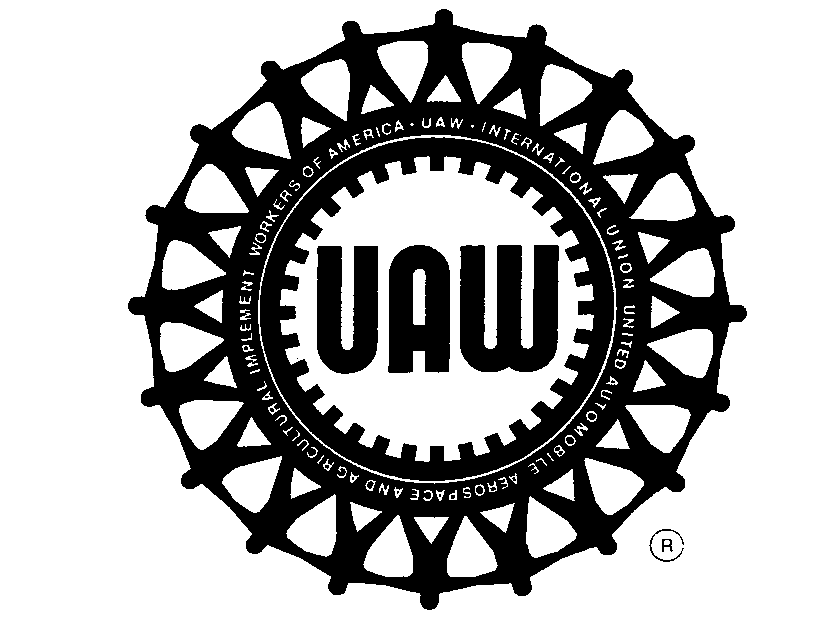 UAW · INTERNATIONAL UNION UNITED AUTOMOBILE AEROSPACE AND AGRICULTURAL IMPLEMENT WORKERS OF AMERICA ·
UAW
R